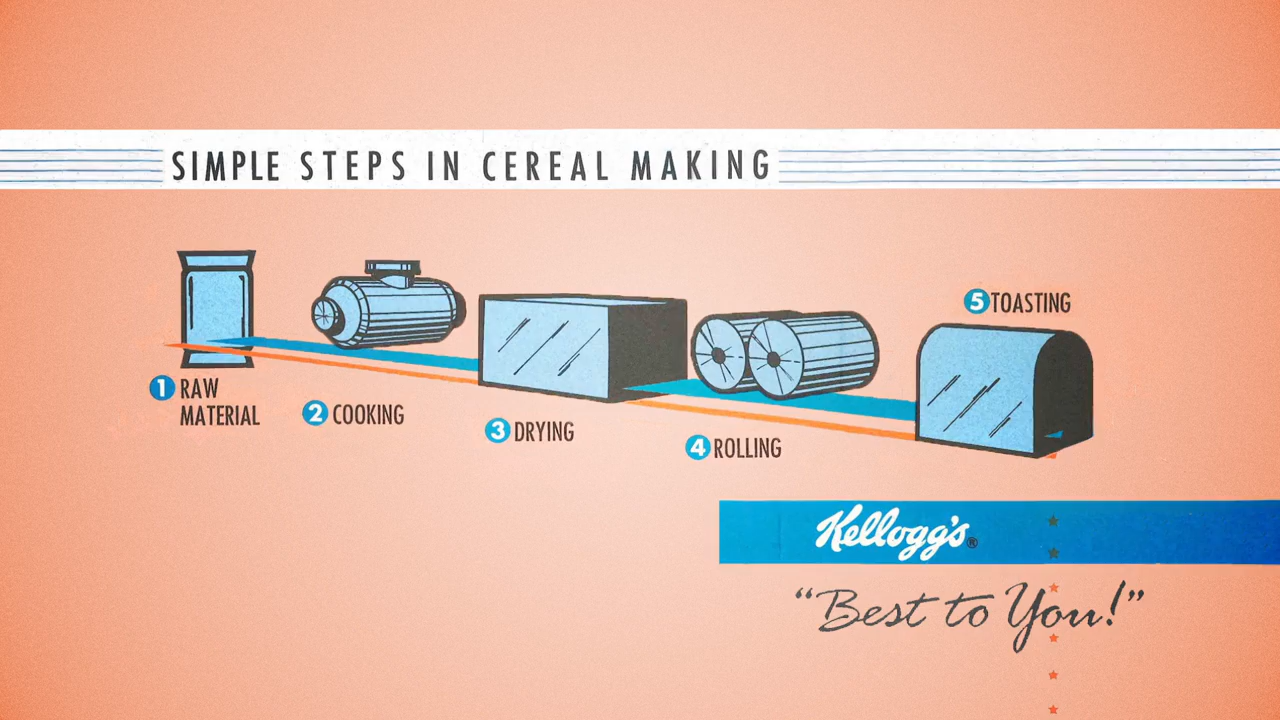 SIMPLE STEPS IN CEREAL MAKING
1 RAW
MATERIAL
2 COOKING
3 DRYING
4 ROLLING
5 TOASTING
Kellogg's®
“Best to You!”